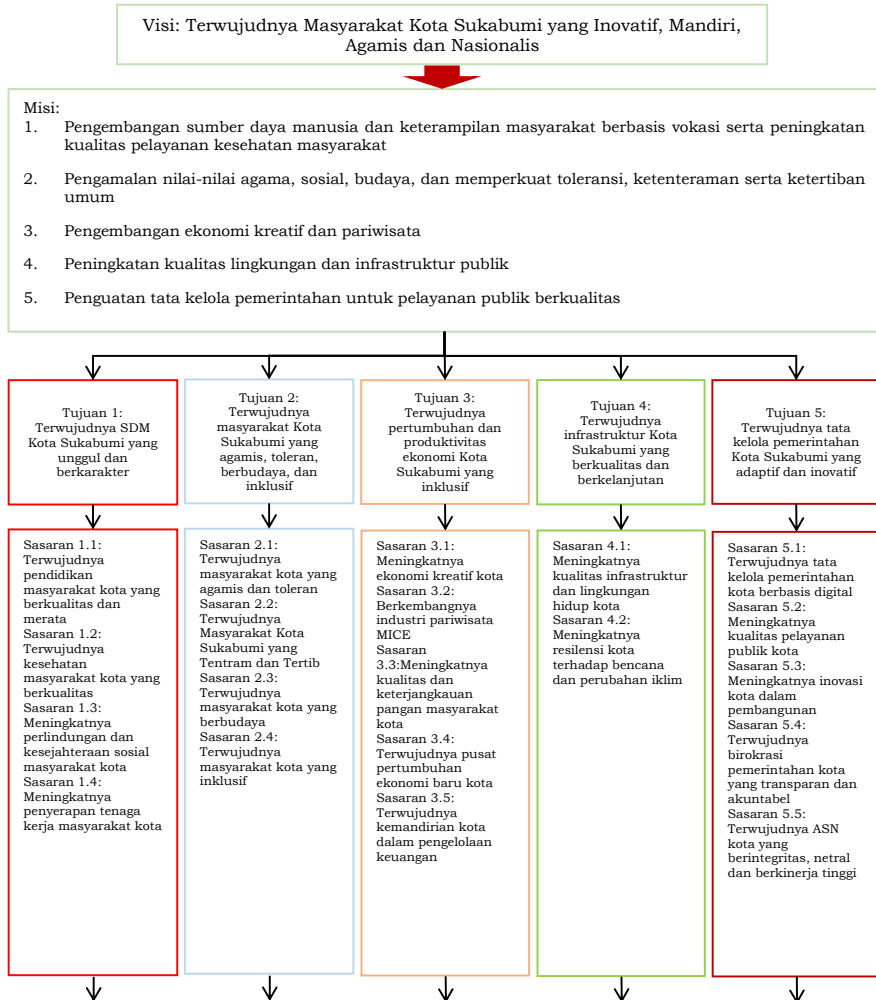 Visi: Terwujudnya Masyarakat Kota Sukabumi yang Inovatif, Mandiri,
Agamis dan Nasionalis
Misi:
1. Pengembangan sumber daya manusia dan keterampilan masyarakat berbasis vokasi serta peningkatan
kualitas pelayanan kesehatan masyarakat
2. Pengamalan nilai-nilai agama, sosial, budaya, dan memperkuat toleransi, ketenteraman serta ketertiban
umum
3. Pengembangan ekonomi kreatif dan pariwisata
4. Peningkatan kualitas lingkungan dan infrastruktur publik
5. Penguatan tata kelola pemerintahan untuk pelayanan publik berkualitas
Tujuan 1:
Terwujudnya SDM
Kota Sukabumi yang
unggul dan
berkarakter
Tujuan 2:
Terwujudnya
masyarakat Kota
Sukabumi yang
agamis, toleran,
berbudaya, dan
inklusif
Tujuan 3:
Terwujudnya
pertumbuhan dan
produktivitas
ekonomi Kota
Sukabumi yang
inklusif
Tujuan 4:
Terwujudnya
infrastruktur Kota
Sukabumi yang
berkualitas dan
berkelanjutan
Tujuan 5:
Terwujudnya tata
kelola pemerintahan
Kota Sukabumi yang
adaptif dan inovatif
Sasaran 1.1:
Terwujudnya
pendidikan
masyarakat kota yang
berkualitas dan
merata
Sasaran 1.2:
Terwujudnya
kesehatan
masyarakat kota yang
berkualitas
Sasaran 1.3:
Meningkatnya
perlindungan dan
kesejahteraan sosial
masyarakat kota
Sasaran 1.4:
Meningkatnya
penyerapan tenaga
kerja masyarakat kota
Sasaran 2.1:
Terwujudnya
masyarakat kota yang
agamis dan toleran
Sasaran 2.2:
Terwujudnya
Masyarakat Kota
Sukabumi yang
Tentram dan Tertib
Sasaran 2.3:
Terwujudnya
masyarakat kota yang
berbudaya
Sasaran 2.4:
Terwujudnya
masyarakat kota yang
inklusif
Sasaran 3.1:
Meningkatnya
ekonomi kreatif kota
Sasaran 3.2:
Berkembangnya
industri pariwisata
MICE
Sasaran
3.3:Meningkatnya
kualitas dan
keterjangkauan
pangan masyarakat
kota
Sasaran 3.4:
Terwujudnya pusat
pertumbuhan
ekonomi baru kota
Sasaran 3.5:
Terwujudnya
kemandirian kota
dalam pengelolaan
keuangan
Sasaran 4.1:
Meningkatnya
kualitas infrastruktur
dan lingkungan
hidup kota
Sasaran 4.2:
Meningkatnya
resilensi kota
terhadap bencana
dan perubahan iklim
Sasaran 5.1:
Terwujudnya tata
kelola pemerintahan
kota berbasis digital
Sasaran 5.2:
Meningkatnya
kualitas pelayanan
publik kota
Sasaran 5.3:
Meningkatnya inovasi
kota dalam
pembangunan
Sasaran 5.4:
Terwujudnya
birokrasi
pemerintahan kota
yang transparan dan
akuntabel
Sasaran 5.5:
Terwujudnya ASN
kota yang
berintegritas, netral
dan berkinerja tinggi